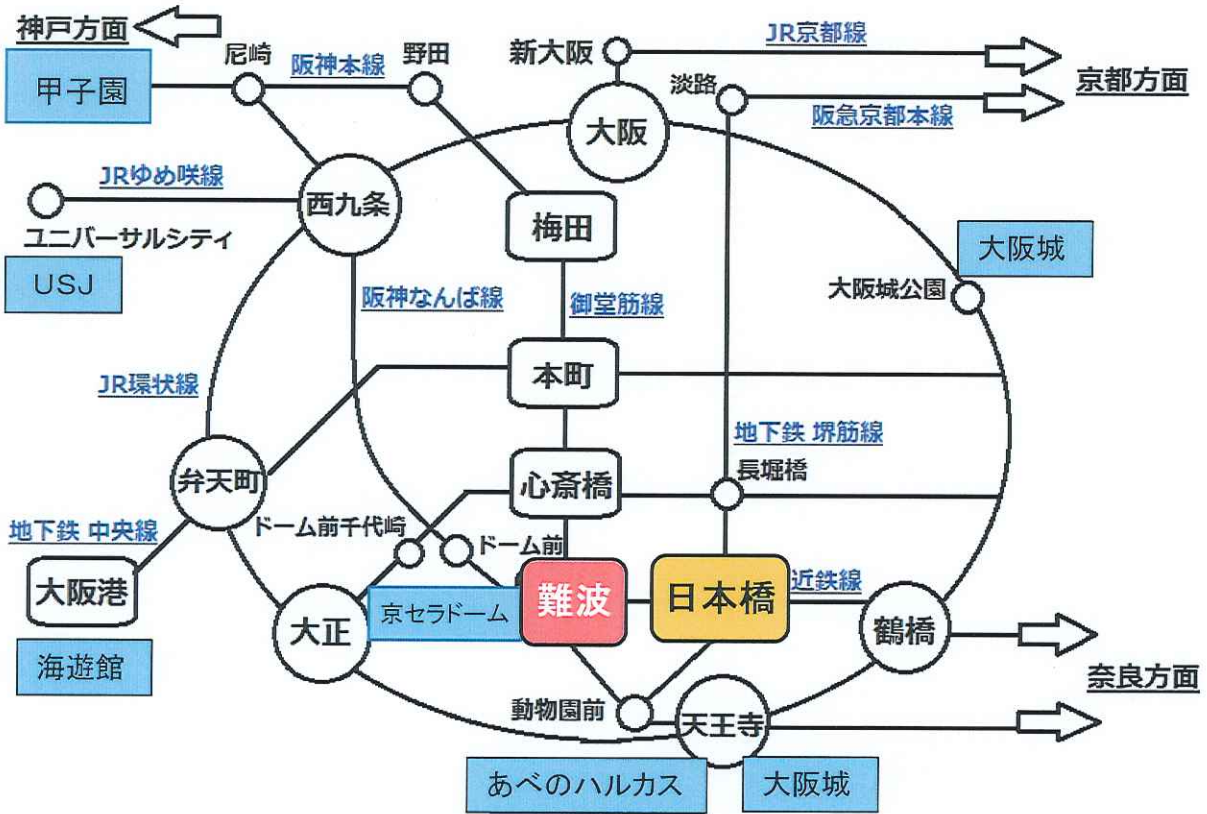 神戸方面
甲子園
尼崎
阪神本線
野田
新大阪
JR京都線
京都方面
淡路
阪急京都本線
大阪
JRゆめ咲線
西九条
ユニバーサルシティ
USJ
梅田
大阪城
大阪城公園
阪神なんば線
御堂筋線
JR環状線
本町
地下鉄 堺筋線
弁天町
心斎橋
長堀橋
地下鉄 中央線
ドーム前千代崎
ドーム前
大阪港
大正
京セラドーム
難波
日本橋
近鉄線
鶴橋
海遊館
奈良方面
動物園前
天王寺
あべのハルカス
大阪城